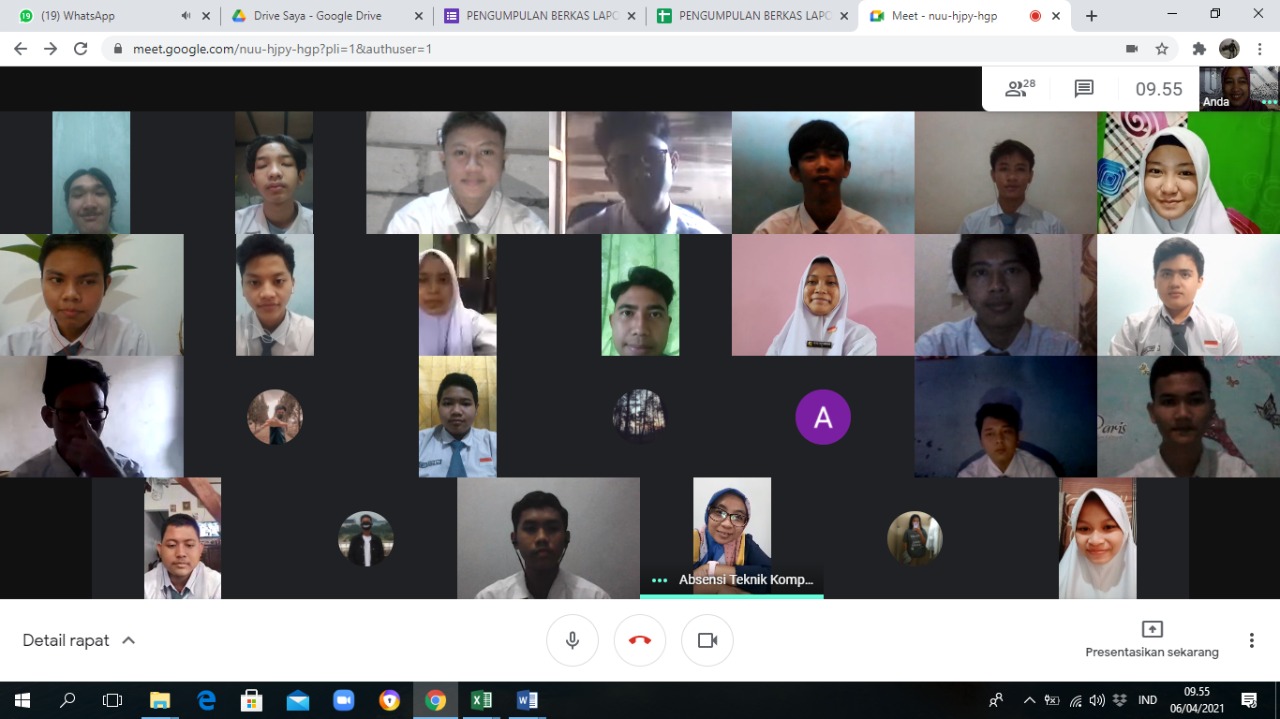 (19) WhatsApp
Drive Saya - Google Drive
PENGUMPULAN BERKAS LAPO
PENGUMPULAN BERKAS LAPO
Meet - nuu-hjpy-hgp
meet.google.com/nuu-hjpy-hgp?pli=1&authuser=1
28
09.55
Anda
A
Paris
Absensi Teknik Komp...
Detail rapat
Presentasikan sekarang
IND
09.55
06/04/2021